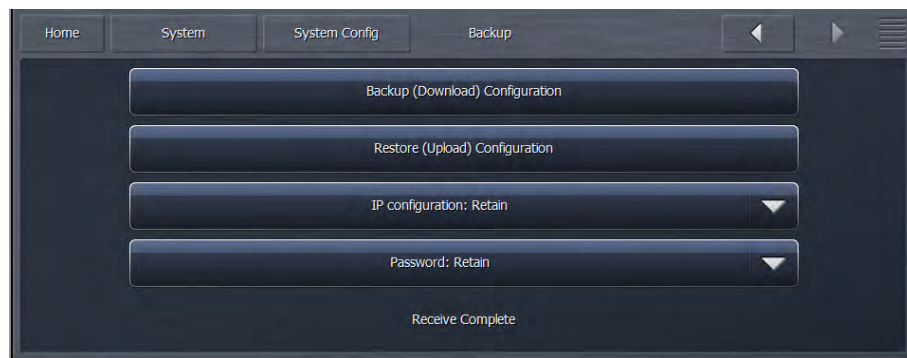 Home System System Config Backup
Backup (Download) Configuration
Restore (Upload) Configuration
IP configuration: Retain
Password: Retain
Receive Complete